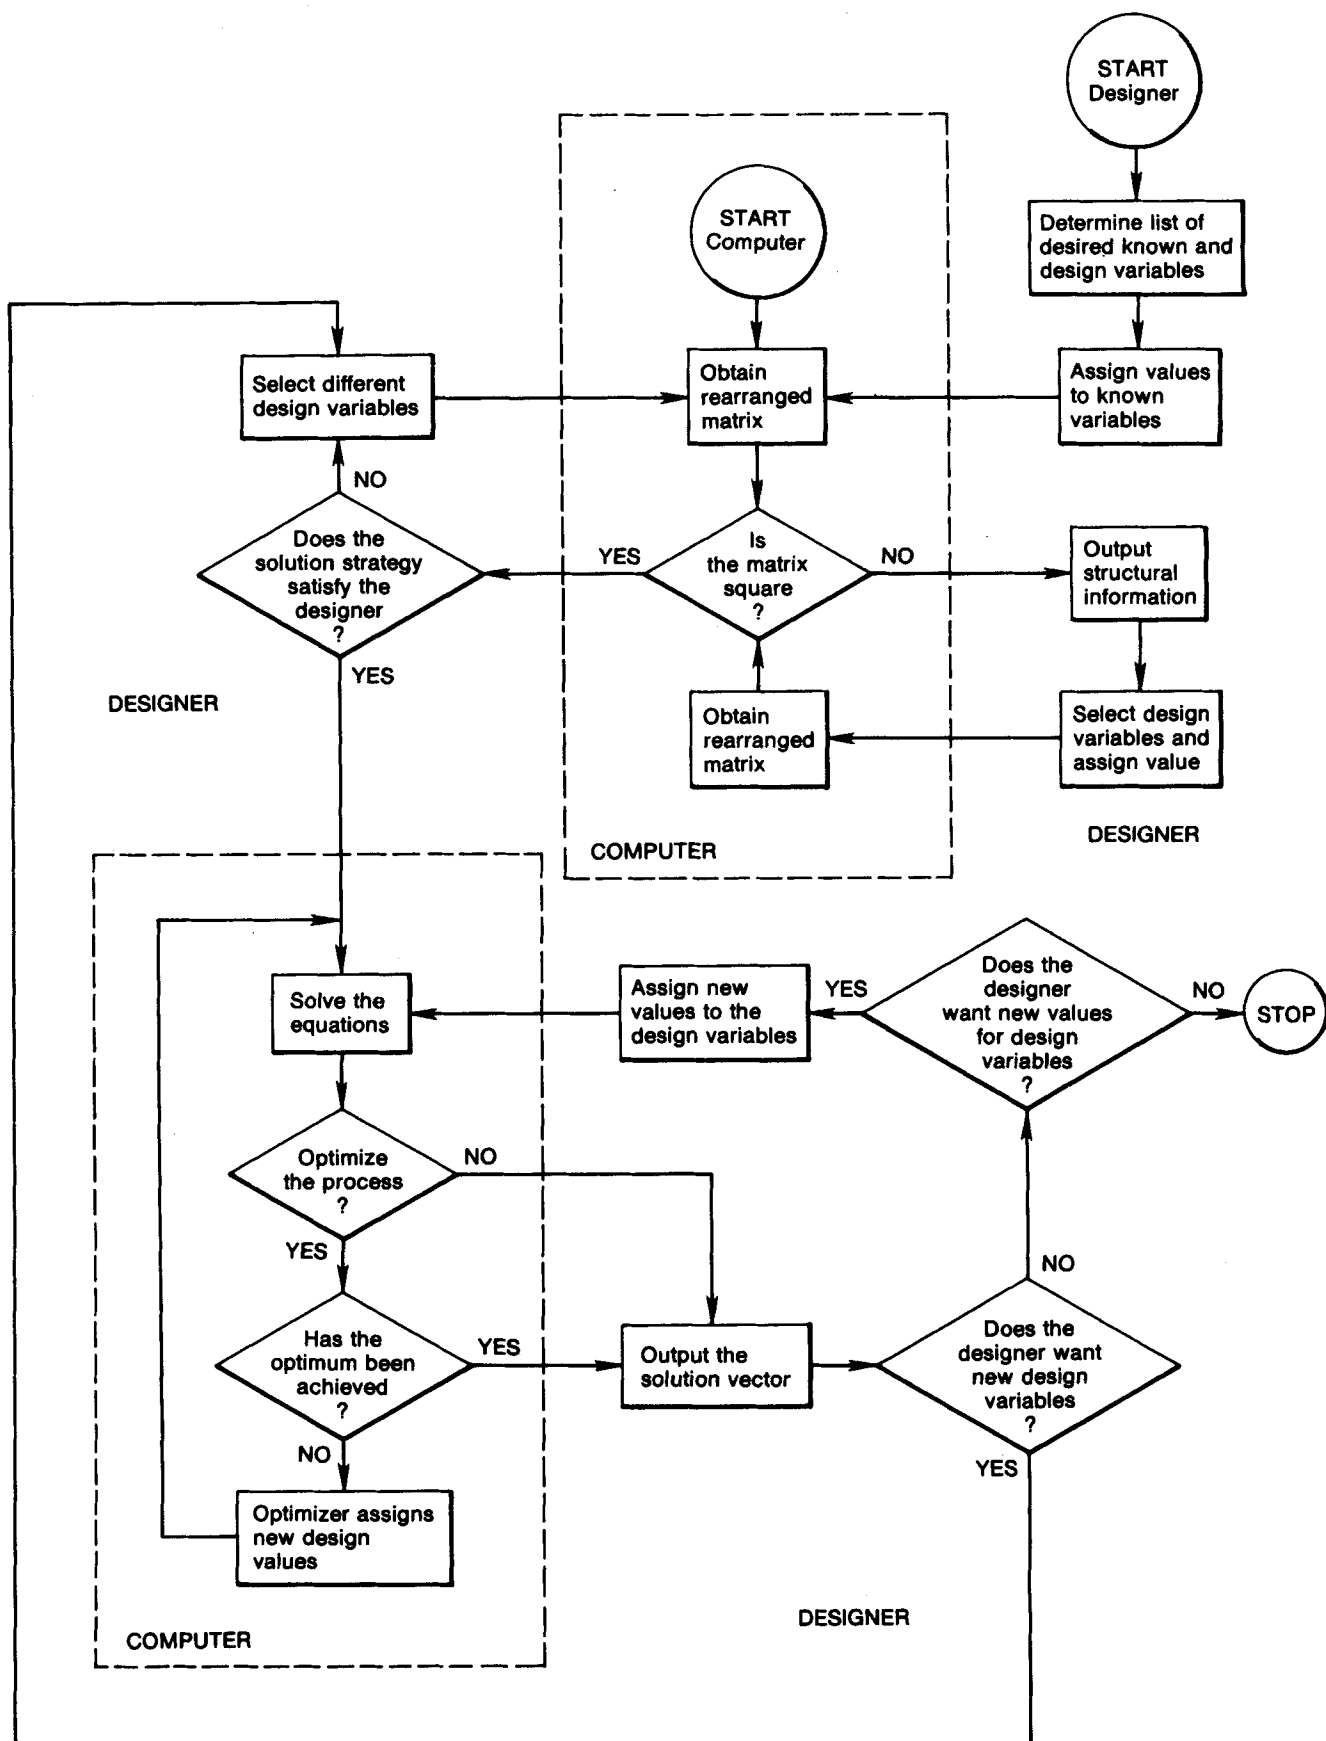 START
Designer
START
Computer
Determine list of
desired known and
design variables
Select different
design variables
Obtain
rearranged
matrix
Assign values
to known
variables
NO
Does the
solution strategy
satisfy the
designer
?
YES
Is
the matrix
square
?
NO
Output
structural
information
YES
DESIGNER
Obtain
rearranged
matrix
Select design
variables and
assign value
COMPUTER
DESIGNER
Solve the
equations
Assign new
values to the
design variables
YES
Does the
designer
want new values
for design
variables
?
NO
STOP
Optimize
the process
?
NO
YES
NO
Has the
optimum been
achieved
?
YES
Output the
solution vector
Does the
designer want
new design
variables
?
NO
YES
Optimizer assigns
new design
values
DESIGNER
COMPUTER